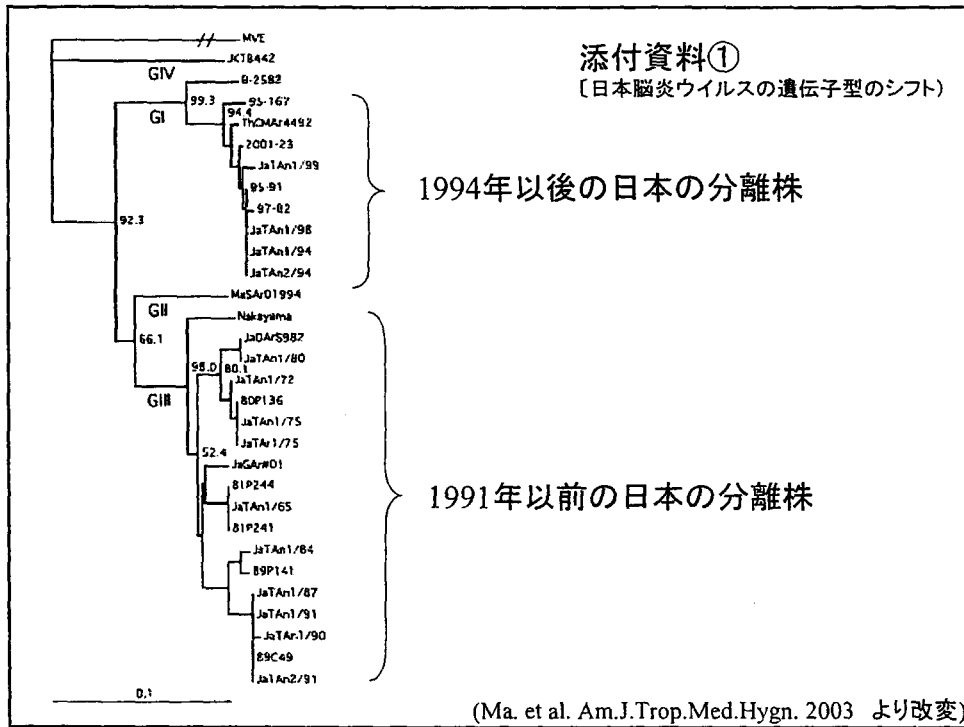 添付資料①
〔日本脳炎ウイルスの遺伝子型のシフト)
MVE
JKT8442
GIV
B-2582
99.3
GI
95-167
94.4
ThCMAr4492
2001-23
JaTAn1/99
95-91
97-82
JaTAn1/98
JaTAn1/94
JaTAn2/94
1994年以後の日本の分離株
92.3
MaSAr01994
GII
66.1
Nakayama
JaOArS982
JaTAn1/80
98.0
80.1
JaTAn1/72
GIII
80P136
JaTAn1/75
JaTAr1/75
52.4
JaGAr#01
81P244
JaTAn1/65
81P241
1991年以前の日本の分離株
JaTAn1/84
89P141
JaTAn1/87
JaTAn1/91
JaTAn1/90
89C49
JaTAn2/91
0.1
(Ma. et al. Am.J.Trop.Med.Hygn. 2003 より改変)